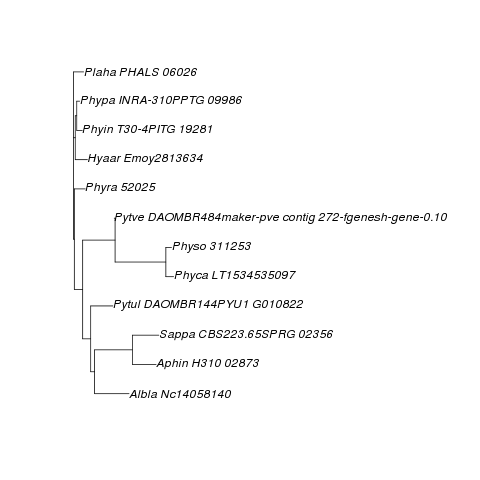 Plaha PHALS 06026
Phypa INRA-310PPTG 09986
Phyin T30-4PITG 19281
Hyaar Emoy2813634
Phyra 52025
Pytve DAOMBR484maker-pve contig 272-fgenesh-gene-0.10
Physo 311253
Phyca LT1534535097
Pytul DAOMBR144PYU1 G010822
Sappa CBS223.65SPRG 02356
Aphin H310 02873
Albla Nc14058140